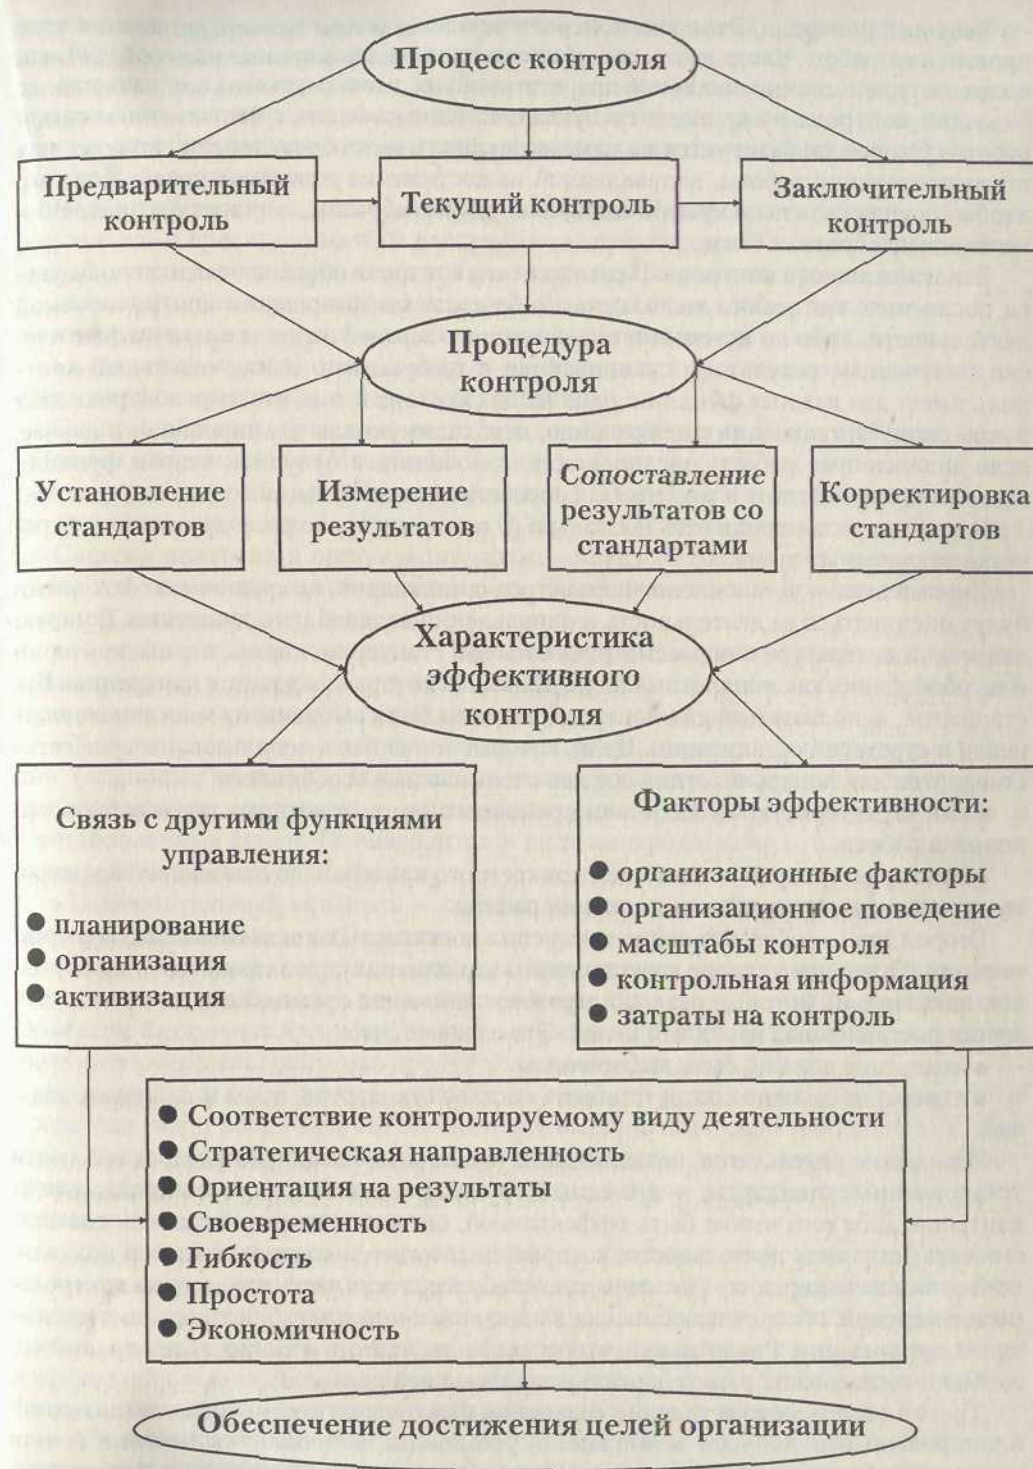 Процесс контроля
Предварительный
контроль
Текущий контроль
Заключительный
контроль
Процедура
контроля
Установление
стандартов
Измерение
результатов
Сопоставление
результатов со
стандартами
Корректировка
стандартов
Характеристика
эффективного
контроля
Связь с другими функциями
управления:
● планирование
● организация
● активизация
Факторы эффективности:
● организационные факторы
● организационное поведение
● масштабы контроля
● контрольная информация
● затраты на контроль
● Соответствие контролируемому виду деятельности
● Стратегическая направленность
● Ориентация на результаты
● Своевременность
● Гибкость
● Простота
● Экономичность
Обеспечение достижения целей организации